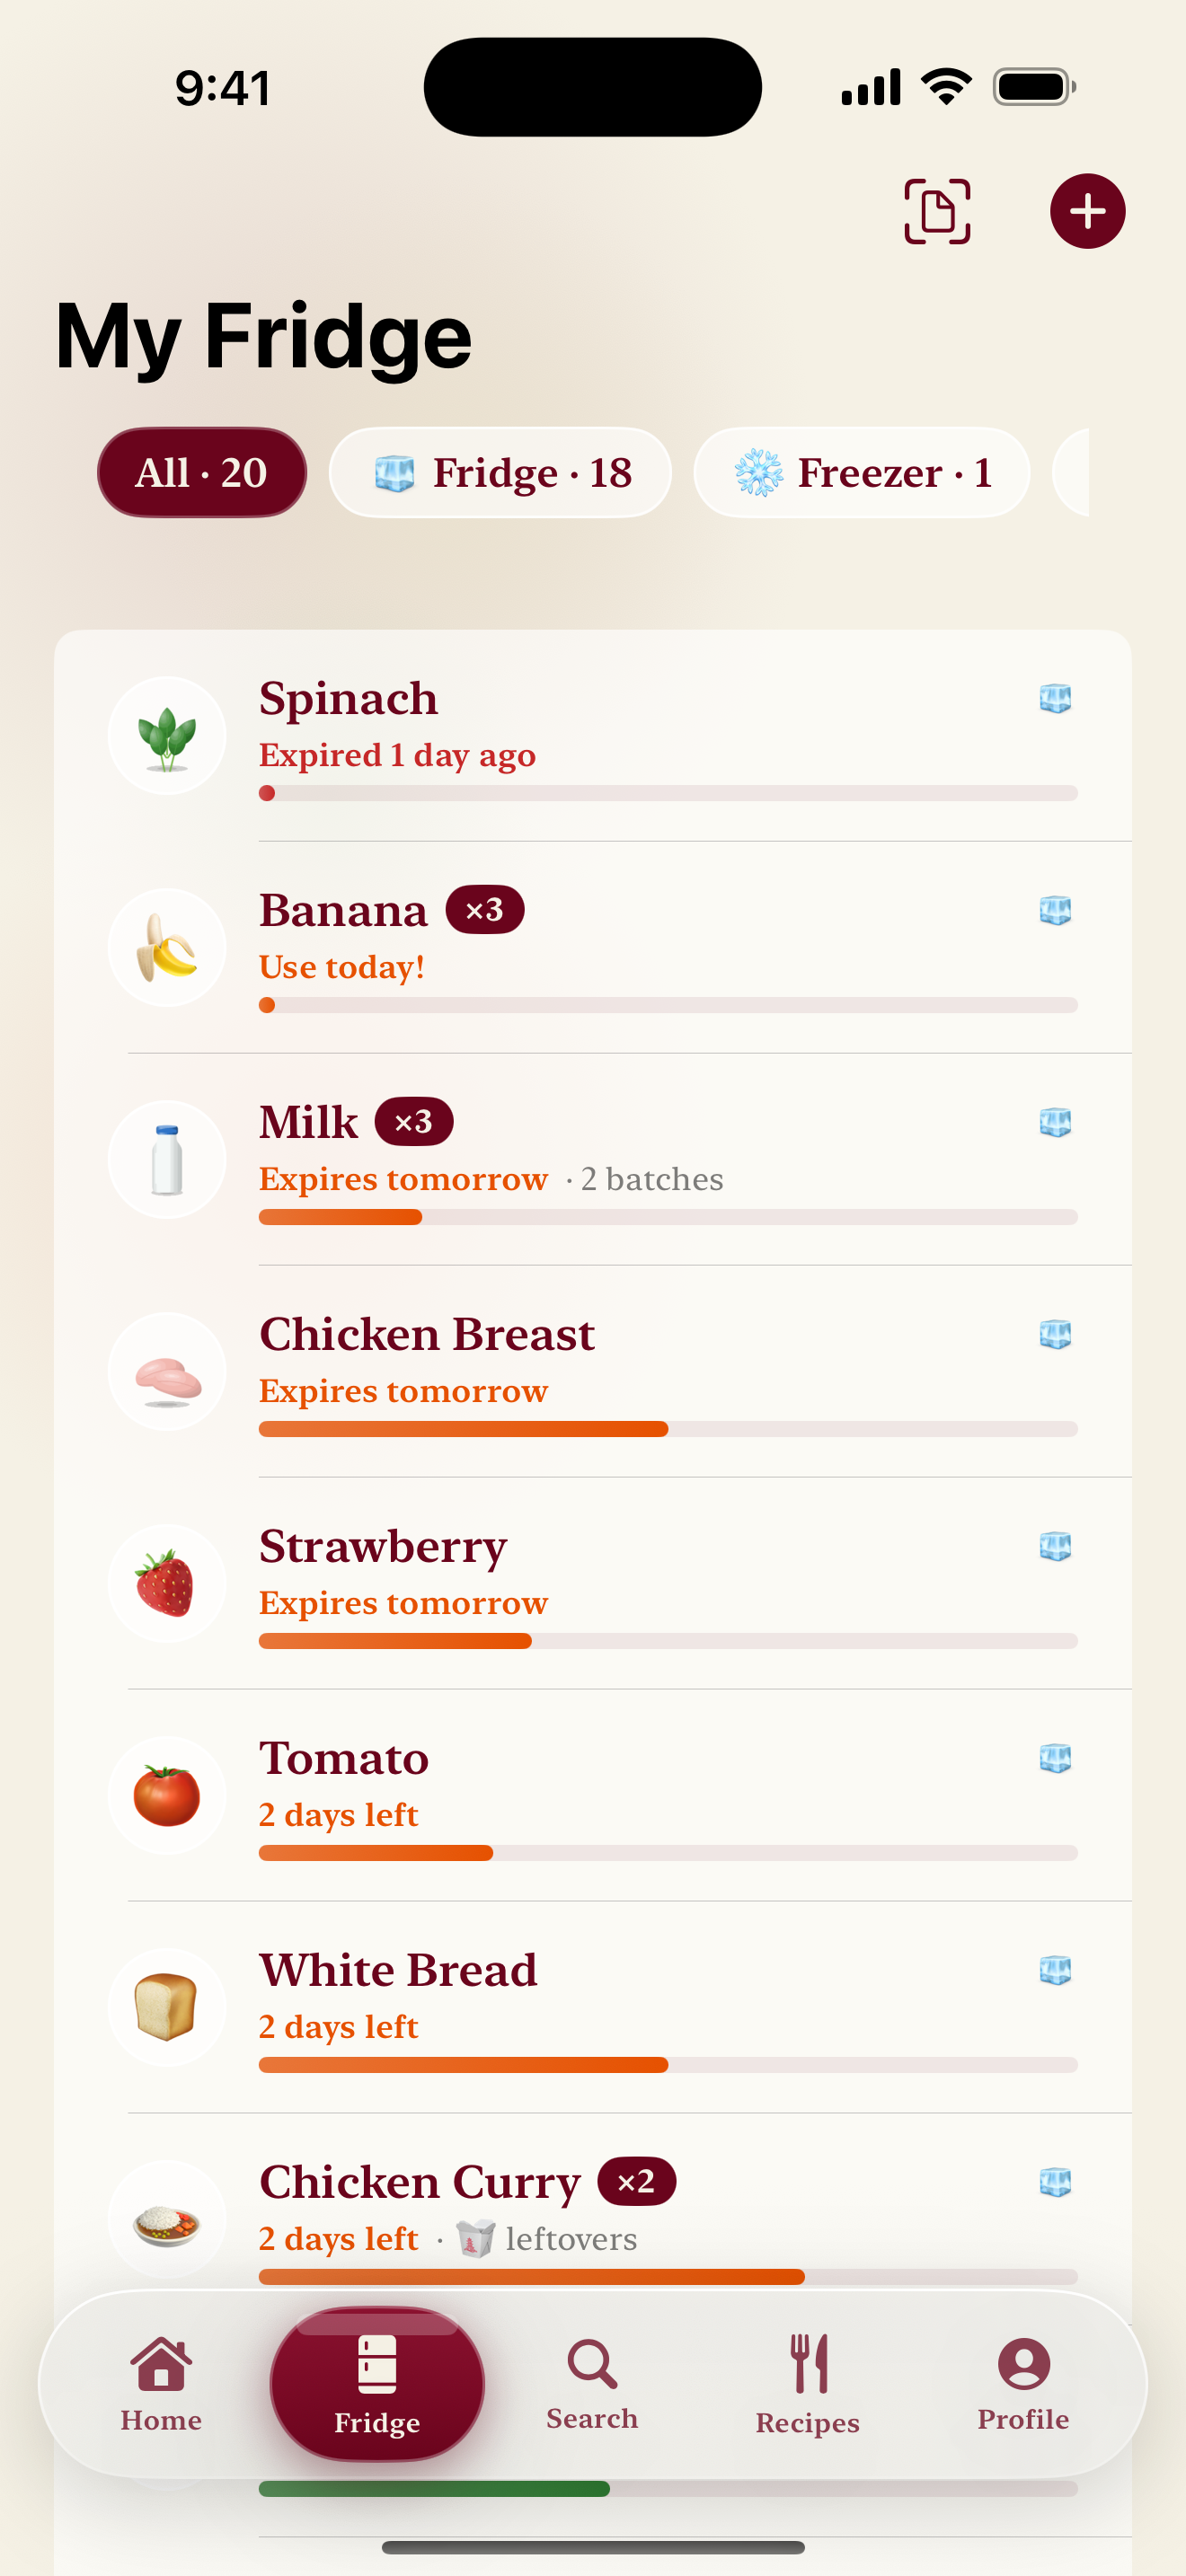 9:41
My Fridge
All · 20
Fridge · 18
Freezer · 1
Spinach
Expired 1 day ago
Banana ×3
Use today!
Milk ×3
Expires tomorrow · 2 batches
Chicken Breast
Expires tomorrow
Strawberry
Expires tomorrow
Tomato
2 days left
White Bread
2 days left
Chicken Curry ×2
2 days left · leftovers
Home
Fridge
Search
Recipes
Profile